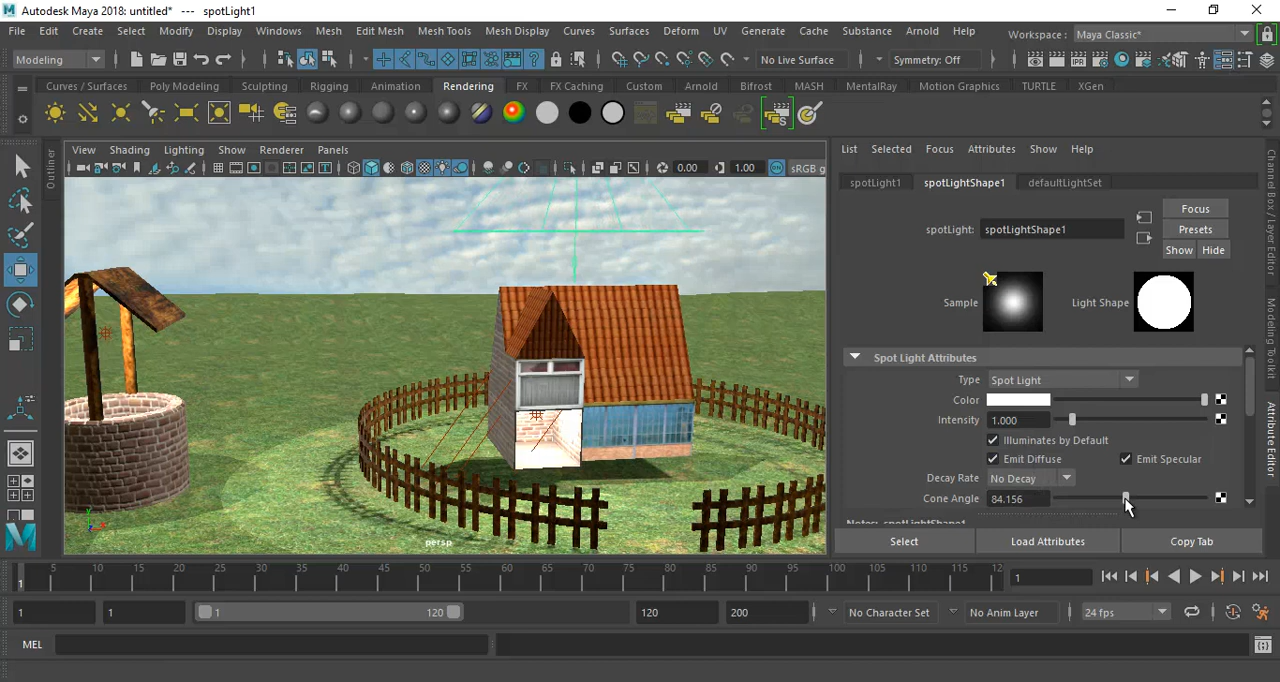 Autodesk Maya 2018: untitled* --- spotLight1
File Edit Create Select Modify Display Windows Mesh Edit Mesh Mesh Tools Mesh Display Curves Surfaces Deform UV Generate Cache Substance Arnold Help Workspace : Maya Classic*
Modeling No Live Surface Symmetry: Off
Curves / Surfaces Poly Modeling Sculpting Rigging Animation Rendering FX FX Caching Custom Arnold Bifrost MASH MentalRay Motion Graphics TURTLE XGen
IPR
S
View Shading Lighting Show Renderer Panels
0.00 1.00 ON sRGB g
Outliner
persp
List Selected Focus Attributes Show Help
spotLight1 spotLightShape1 defaultLightSet
spotLight: spotLightShape1
Focus
Presets
Show Hide
Sample Light Shape
Spot Light Attributes
Type Spot Light
Color
Intensity 1.000
Illuminates by Default
Emit Diffuse Emit Specular
Decay Rate No Decay
Cone Angle 84.156
Notes: spotLightShape1
Select Load Attributes Copy Tab
Channel Box / Layer Editor
Modeling Toolkit
Attribute Editor
1 5 10 15 20 25 30 35 40 45 50 55 60 65 70 75 80 85 90 95 100 105 110 115 12 1
1 1 1 120 120 200 No Character Set No Anim Layer 24 fps
MEL